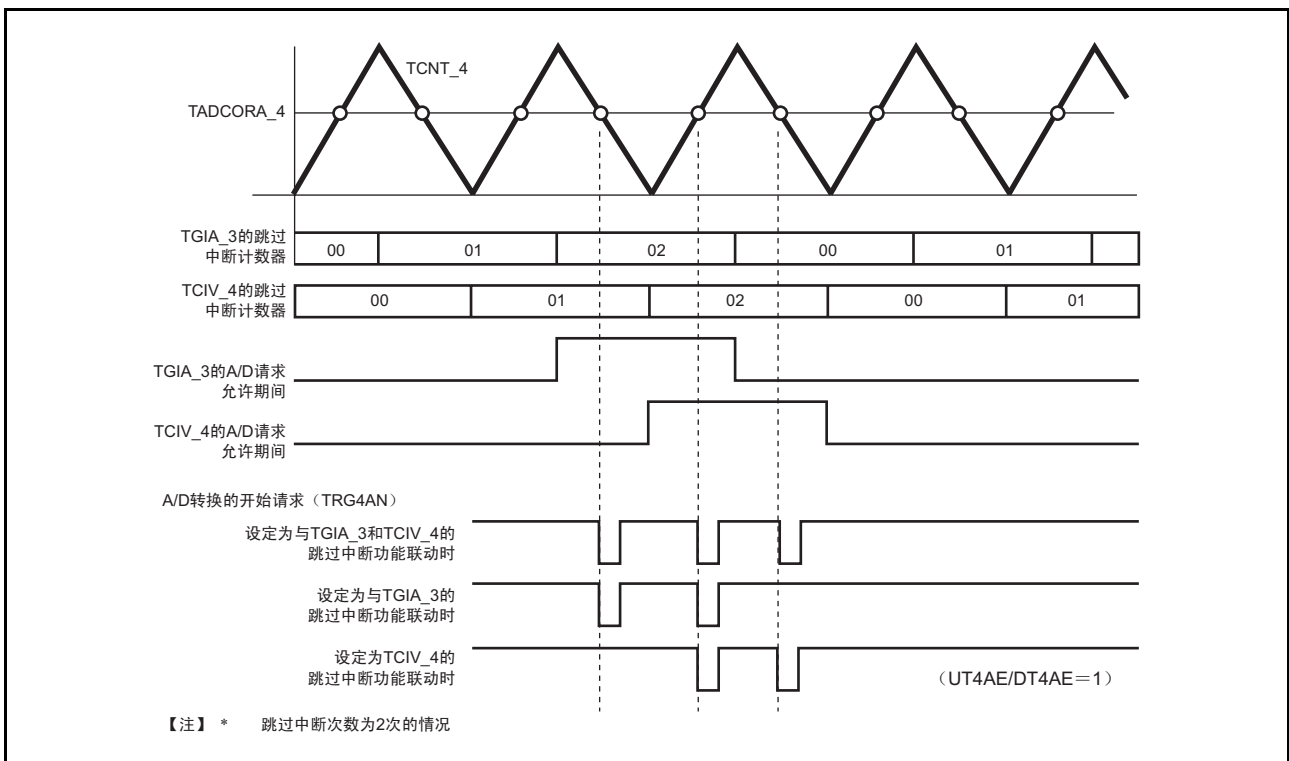 TCNT_4
TADCORA_4
TGIA_3的跳过
中断计数器
00 01 02 00 01
TCIV_4的跳过
中断计数器
00 01 02 00 01
TGIA_3的A/D请求
允许期间
TCIV_4的A/D请求
允许期间
A/D转换的开始请求（TRG4AN）
设定为与TGIA_3和TCIV_4的
跳过中断功能联动时
设定为与TGIA_3的
跳过中断功能联动时
设定为TCIV_4的
跳过中断功能联动时
（UT4AE/DT4AE＝1）
【注】 * 跳过中断次数为2次的情况